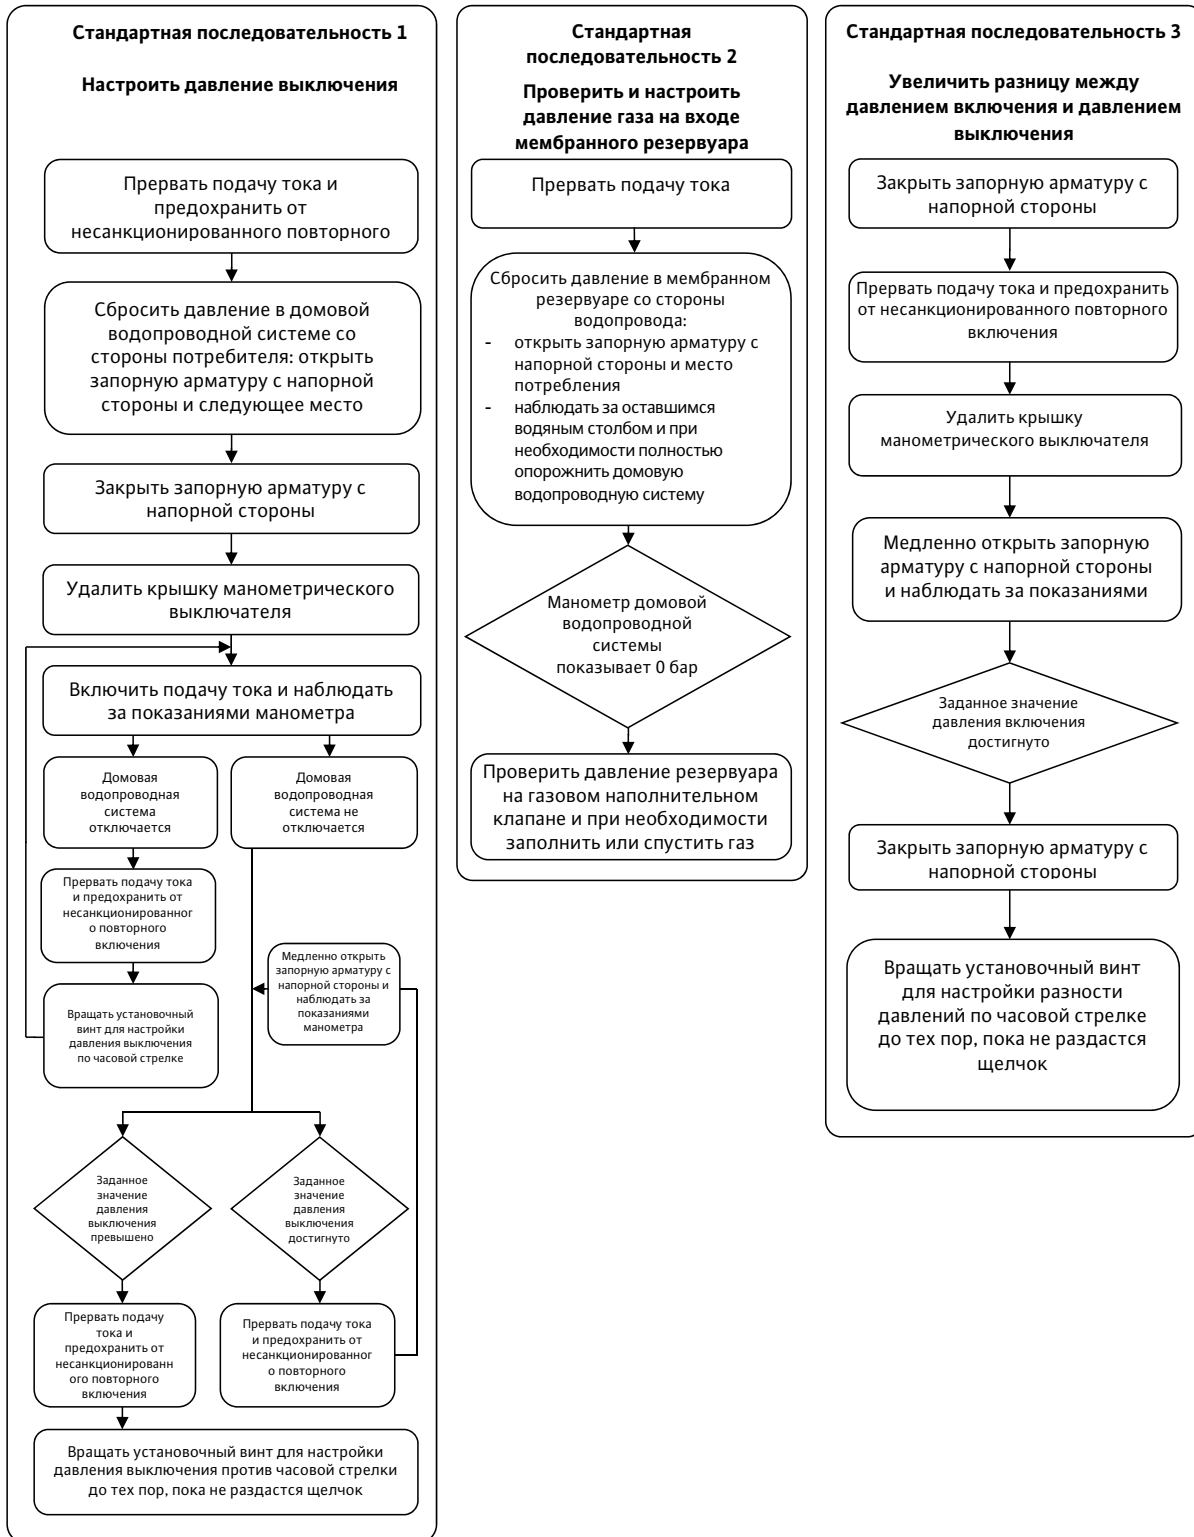 Стандартная последовательность 1
Настроить давление выключения
Прервать подачу тока и
предохранить от
несанкционированного повторного
Сбросить давление в домовой
водопроводной системе со
стороны потребителя: открыть
запорную арматуру с напорной
стороны и следующее место
Закрыть запорную арматуру с
напорной стороны
Удалить крышку манометрического
выключателя
Включить подачу тока и наблюдать
за показаниями манометра
Домовая
водопроводная
система
отключается
Домовая
водопроводная
система не
отключается
Прервать подачу тока
и предохранить от
несанкционированног
о повторного
включения
Медленно открыть
запорную арматуру с
напорной стороны и
наблюдать за
показаниями
манометра
Вращать установочный
винт для настройки
давления выключения
по часовой стрелке
Заданное
значение
давления
выключения
превышено
Заданное
значение
давления
выключения
достигнуто
Прервать подачу
тока и
предохранить от
несанкционированн
ого повторного
включения
Прервать подачу тока
и предохранить от
несанкционированног
о повторного
включения
Вращать установочный винт для настройки
давления выключения против часовой стрелки
до тех пор, пока не раздастся щелчок
Стандартная
последовательность 2
Проверить и настроить
давление газа на входе
мембранного резервуара
Прервать подачу тока
Сбросить давление в мембранном
резервуаре со стороны
водопровода:
- открыть запорную арматуру с
напорной стороны и место
потребления
- наблюдать за оставшимся
водяным столбом и при
необходимости полностью
опорожнить домовую
водопроводную систему
Манометр домовой
водопроводной
системы
показывает 0 бар
Проверить давление резервуара
на газовом наполнительном
клапане и при необходимости
заполнить или спустить газ
Стандартная последовательность 3
Увеличить разницу между
давлением включения и давлением
выключения
Закрыть запорную арматуру с
напорной стороны
Прервать подачу тока и предохранить
от несанкционированного повторного
включения
Удалить крышку
манометрического выключателя
Медленно открыть запорную
арматуру с напорной стороны
и наблюдать за показаниями
Заданное значение
давления включения
достигнуто
Закрыть запорную арматуру с
напорной стороны
Вращать установочный винт
для настройки разности
давлений по часовой стрелке
до тех пор, пока не раздастся
щелчок